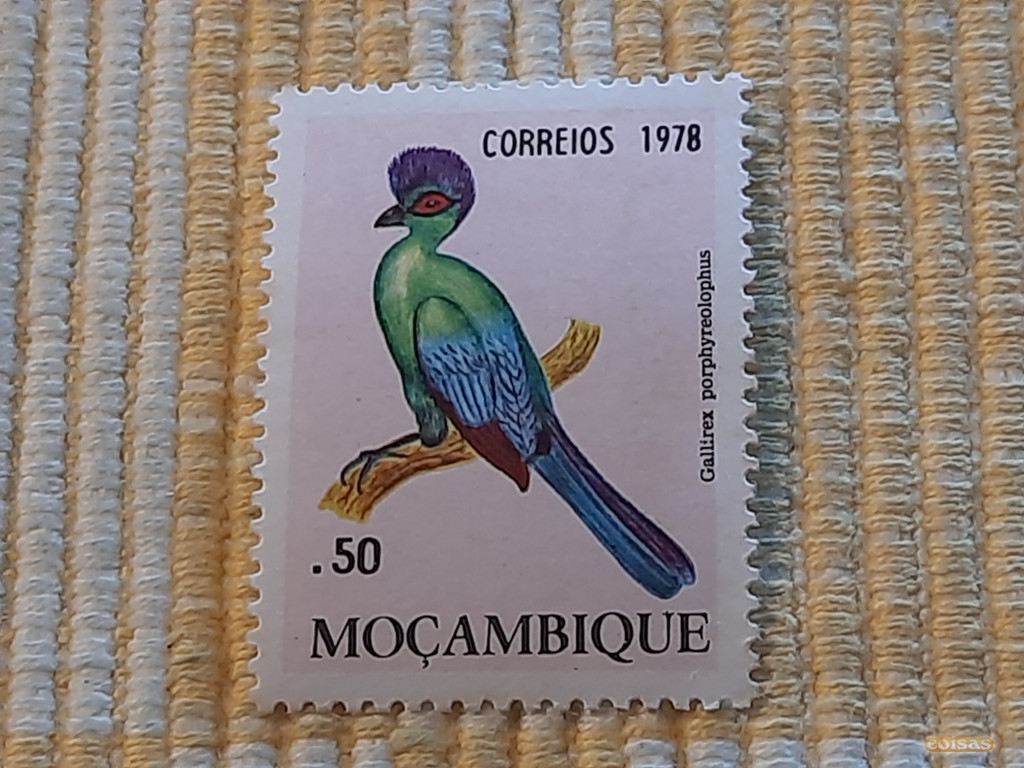 CORREIOS 1978
Gallirex porphyreolophus
.50
MOÇAMBIQUE
coisas